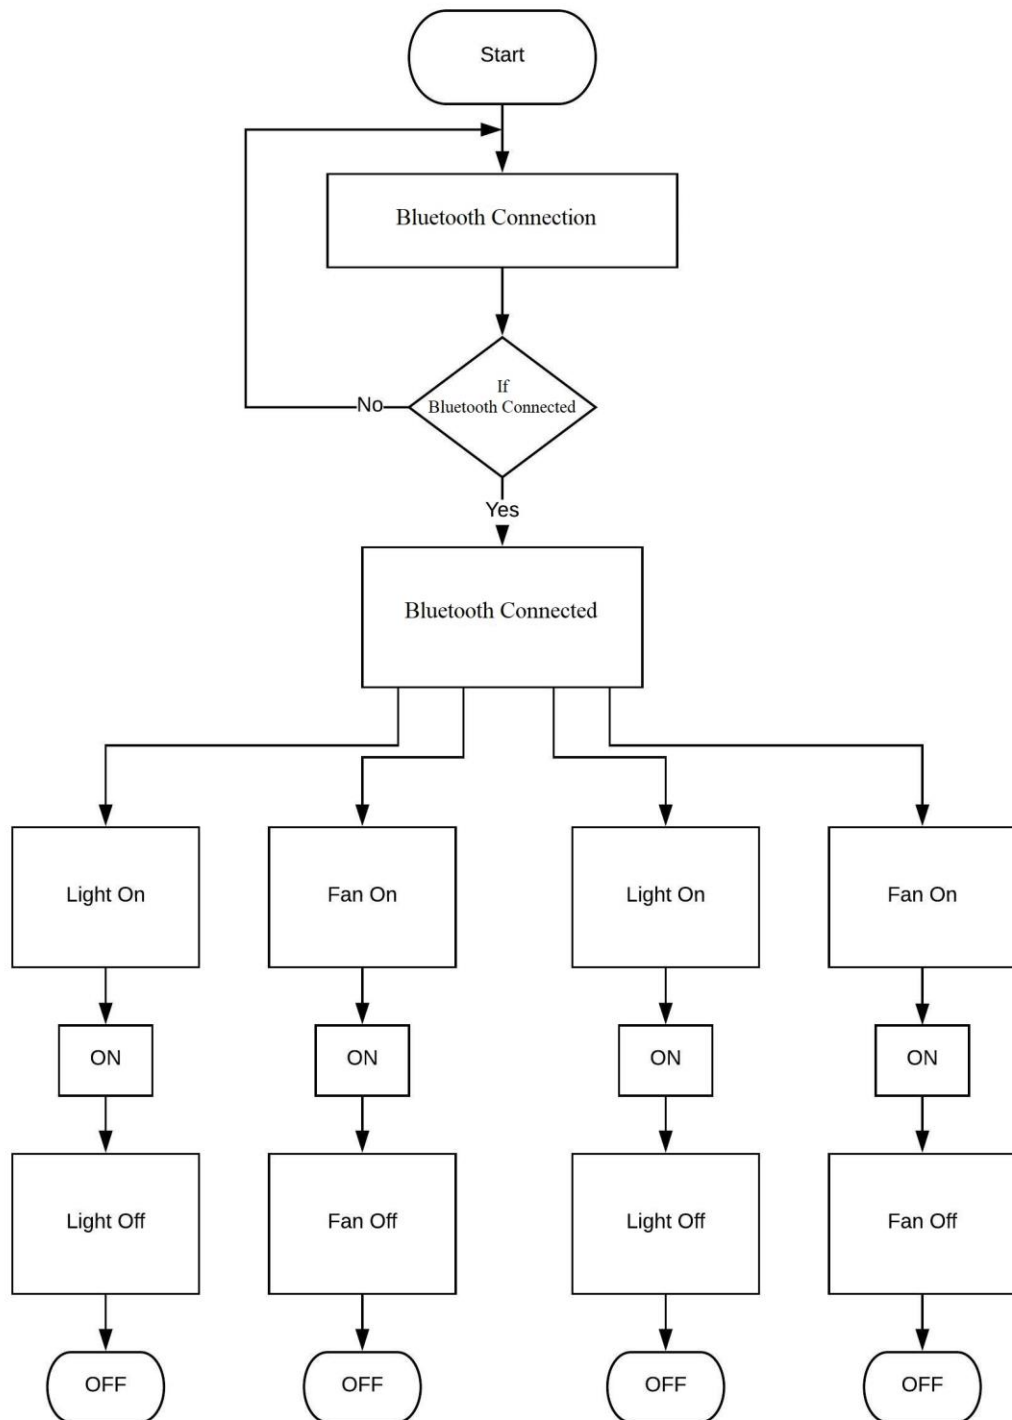 Start
Bluetooth Connection
If
Bluetooth Connected
No
Yes
Bluetooth Connected
Light On
Fan On
Light On
Fan On
ON
ON
ON
ON
Light Off
Fan Off
Light Off
Fan Off
OFF
OFF
OFF
OFF